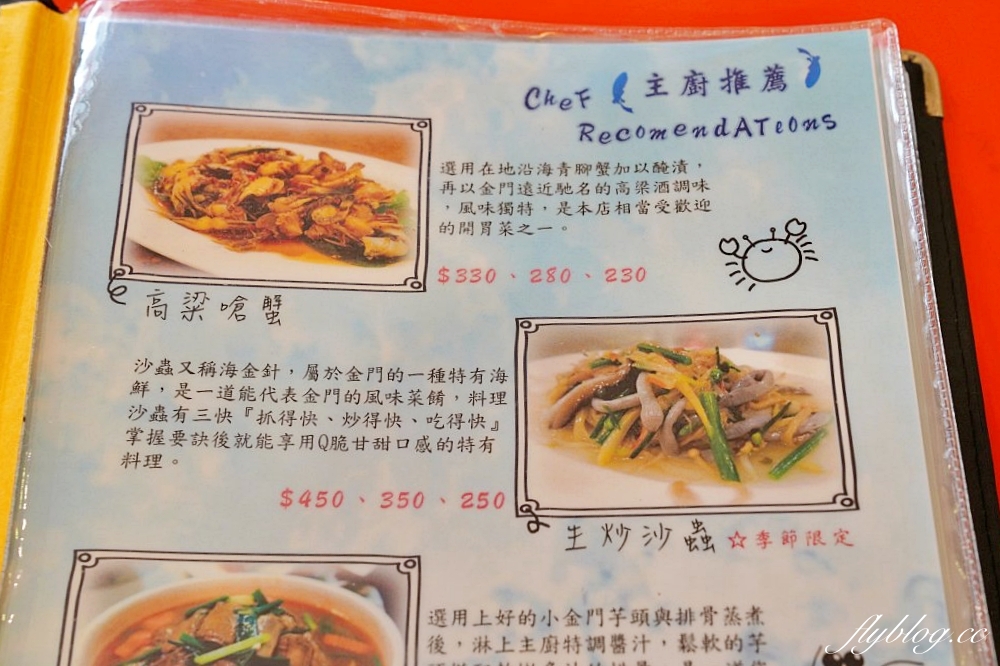 CheF 主廚推薦
RecomendATeOnS
選用在地沿海青腳蟹加以醃漬，
再以金門遠近馳名的高粱酒調味
，風味獨特，是本店相當受歡迎
的開胃菜之一。
$330、280、230
高粱嗆蟹
沙蟲又稱海金針，屬於金門的一種特有海
鮮，是一道能代表金門的風味菜餚，料理
沙蟲有三快『抓得快、炒得快、吃得快』
掌握要訣後就能享用Q脆甘甜口感的特有
料理。
$450、350、250
生炒沙蟲 ☆季節限定
選用上好的小金門芋頭與排骨蒸煮
後，淋上主廚特調醬汁，鬆軟的芋
flyblog.cc